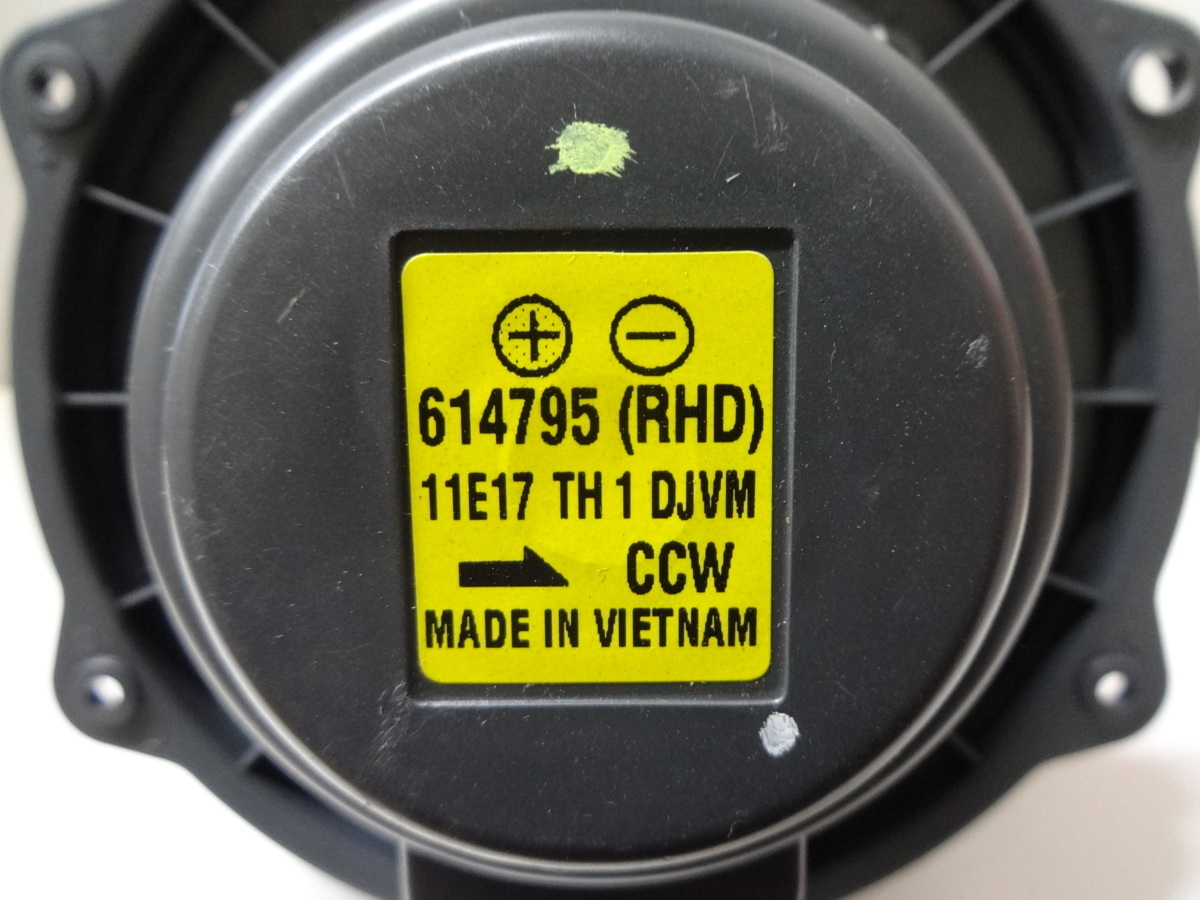 ⊕ ⊖
614795 (RHD)
11E17 TH 1 DJVM
➡ CCW
MADE IN VIETNAM